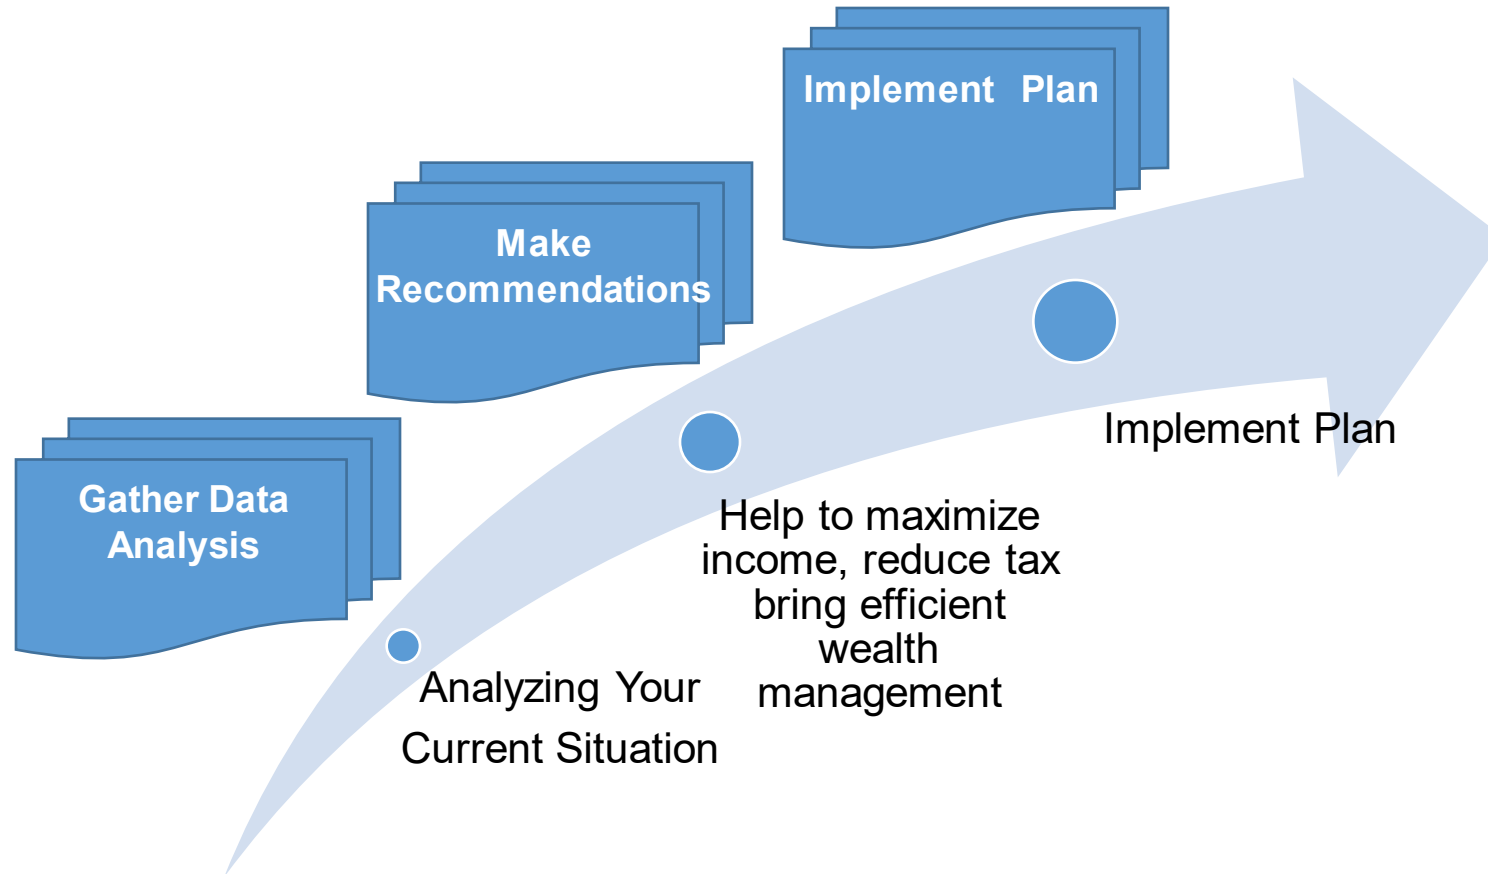 Implement Plan
Make
Recommendations
Gather Data
Analysis
Implement Plan
Help to maximize
income, reduce tax
bring efficient
wealth
management
Analyzing Your
Current Situation